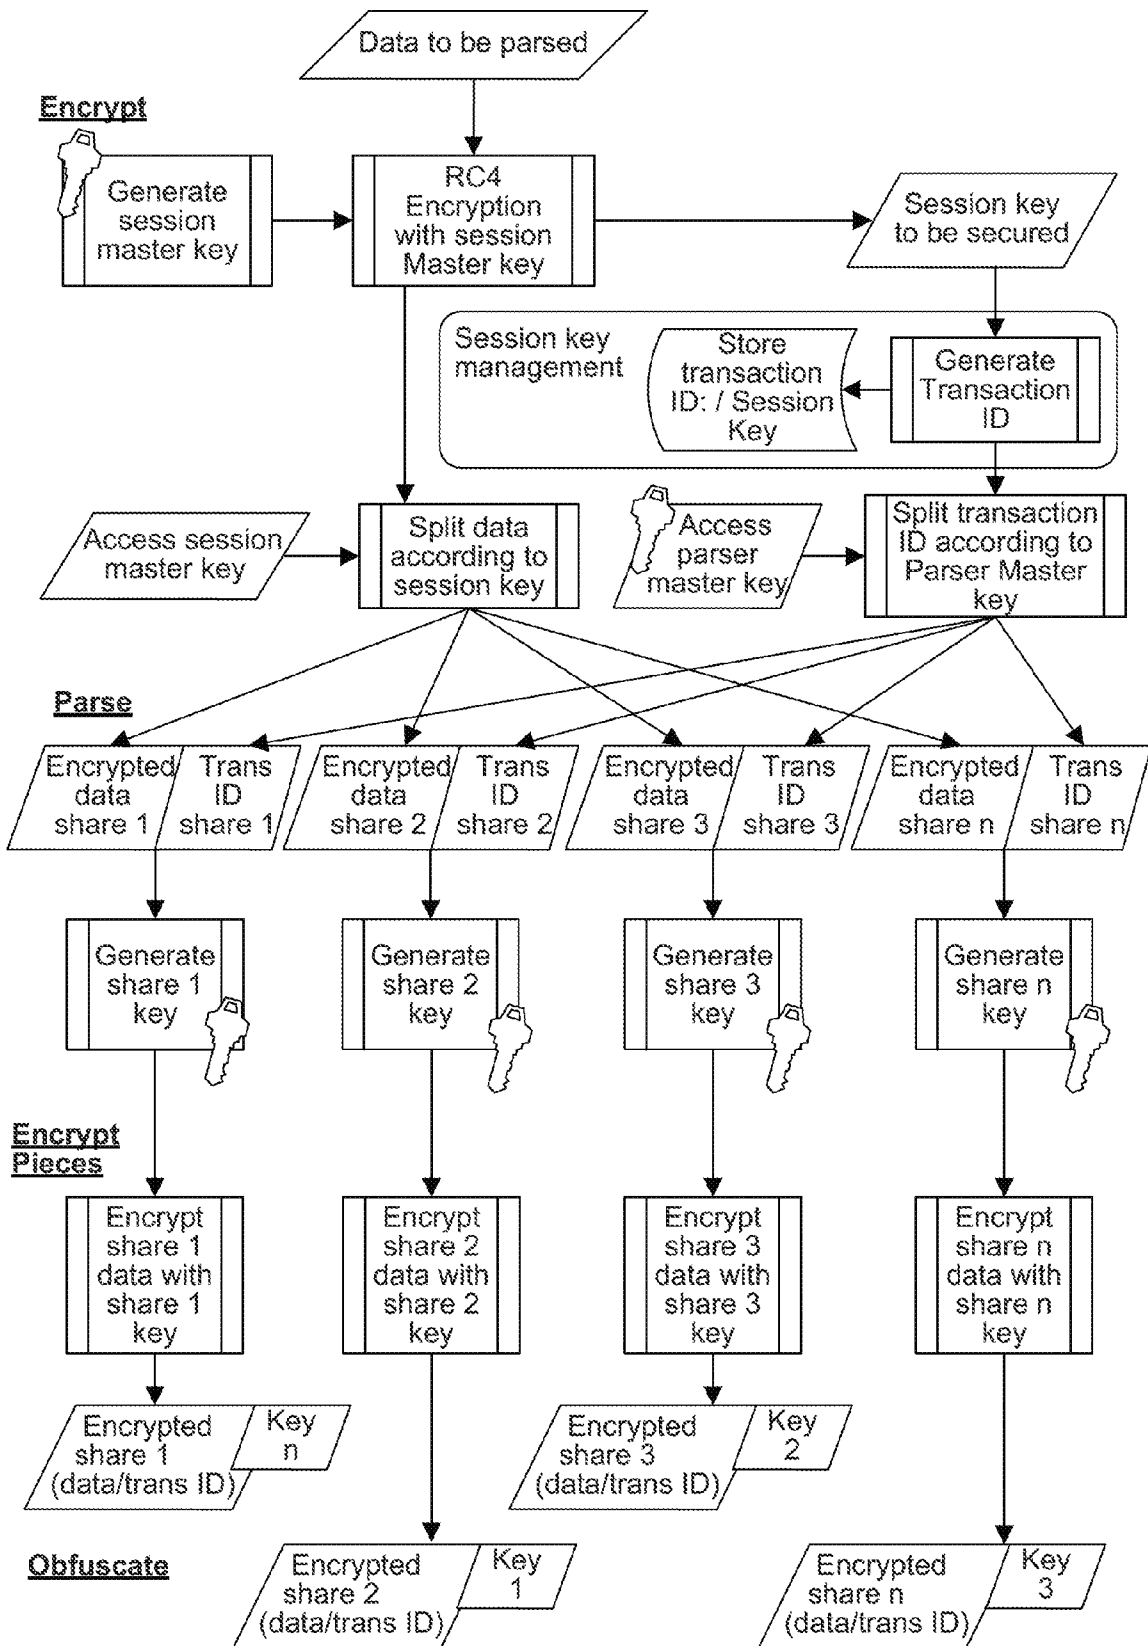 Data to be parsed
Encrypt
Generate
session
master key
RC4
Encryption
with session
Master key
Session key
to be secured
Session key
management
Store
transaction
ID: / Session
Key
Generate
Transaction
ID
Access session
master key
Split data
according to
session key
Access
parser
master key
Split transaction
ID according to
Parser Master
key
Parse
Encrypted
data
share 1
Trans
ID
share 1
Encrypted
data
share 2
Trans
ID
share 2
Encrypted
data
share 3
Trans
ID
share 3
Encrypted
data
share n
Trans
ID
share n
Generate
share 1
key
Generate
share 2
key
Generate
share 3
key
Generate
share n
key
Encrypt
Pieces
Encrypt
share 1
data with
share 1
key
Encrypt
share 2
data with
share 2
key
Encrypt
share 3
data with
share 3
key
Encrypt
share n
data with
share n
key
Encrypted
share 1
(data/trans ID)
Key
n
Encrypted
share 3
(data/trans ID)
Key
2
Obfuscate
Encrypted
share 2
(data/trans ID)
Key
1
Encrypted
share n
(data/trans ID)
Key
3